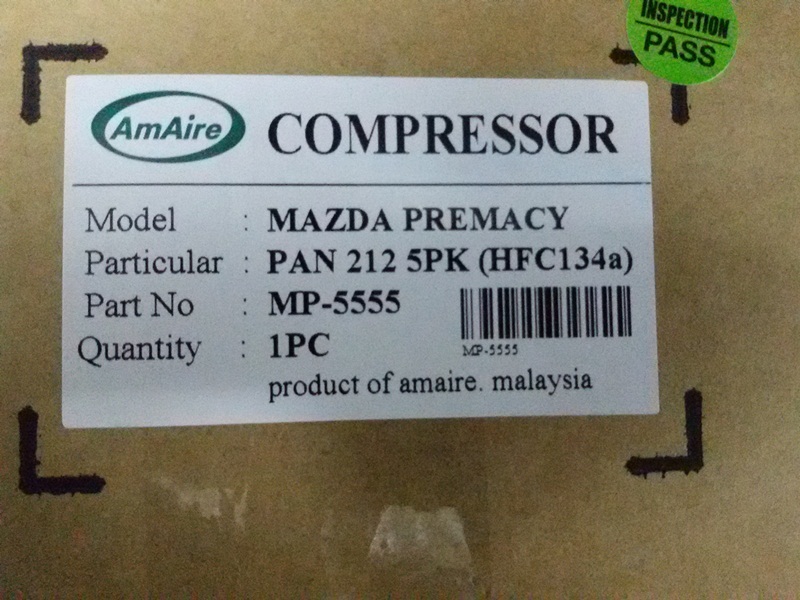 INSPECTION
PASS
AmAire
COMPRESSOR
Model : MAZDA PREMACY
Particular : PAN 212 5PK (HFC134a)
Part No : MP-5555
MP-5555
Quantity : 1PC
product of amaire. malaysia